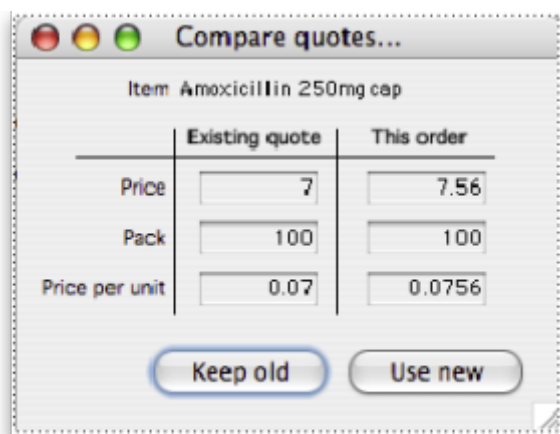 Compare quotes...
Item Amoxicillin 250mg cap
Existing quote This order
Price 7 7.56
Pack 100 100
Price per unit 0.07 0.0756
Keep old Use new